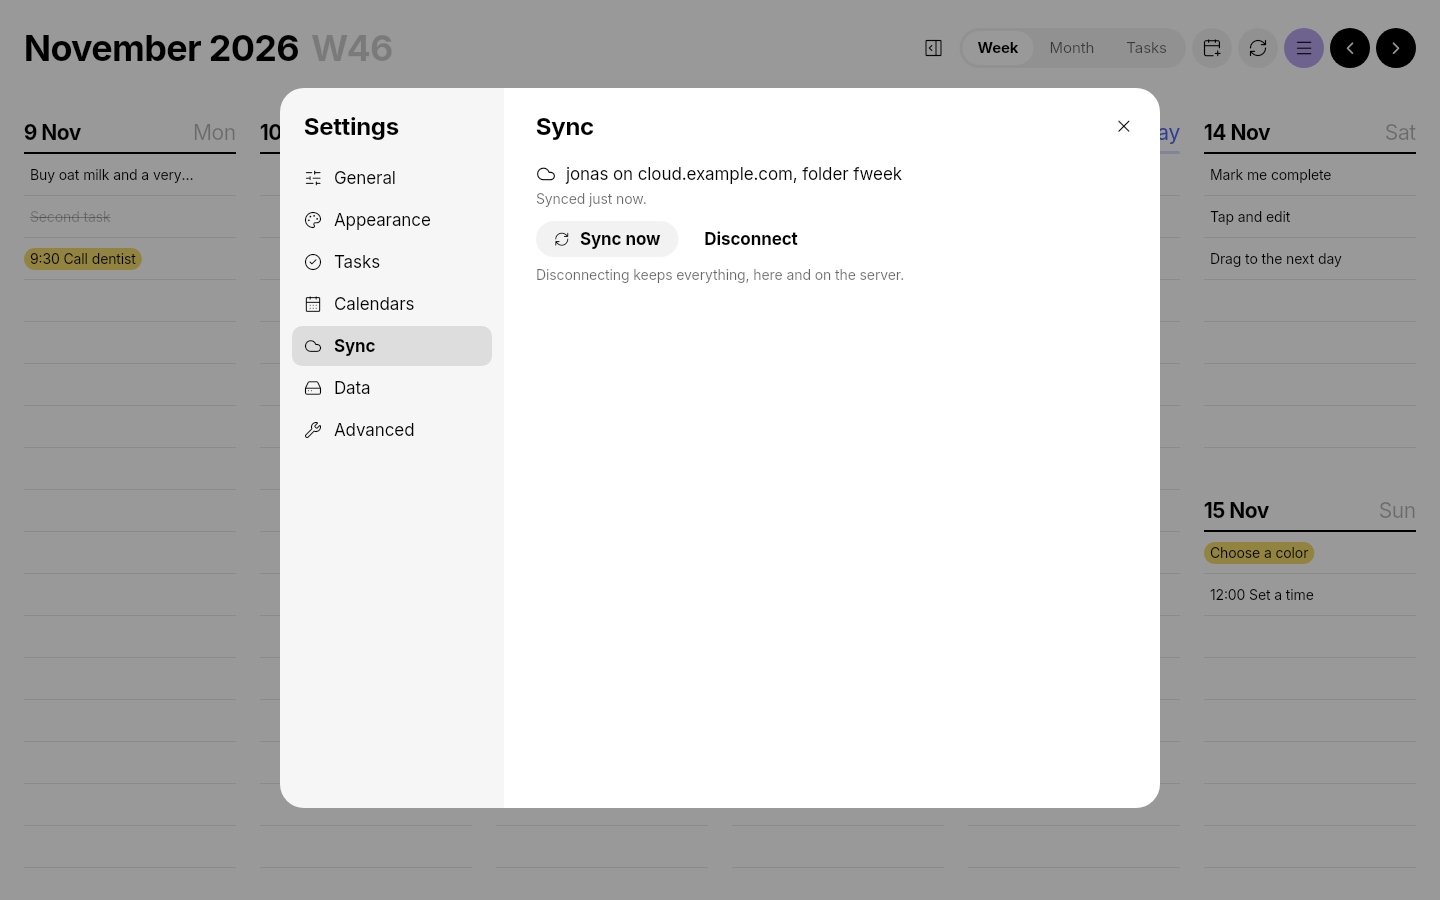 November 2026 W46
Week
Month
Tasks
9 Nov Mon
Buy oat milk and a very...
Second task
9:30 Call dentist
10
ay
14 Nov Sat
Mark me complete
Tap and edit
Drag to the next day
15 Nov Sun
Choose a color
12:00 Set a time
Settings
General
Appearance
Tasks
Calendars
Sync
Data
Advanced
Sync
jonas on cloud.example.com, folder fweek
Synced just now.
Sync now
Disconnect
Disconnecting keeps everything, here and on the server.